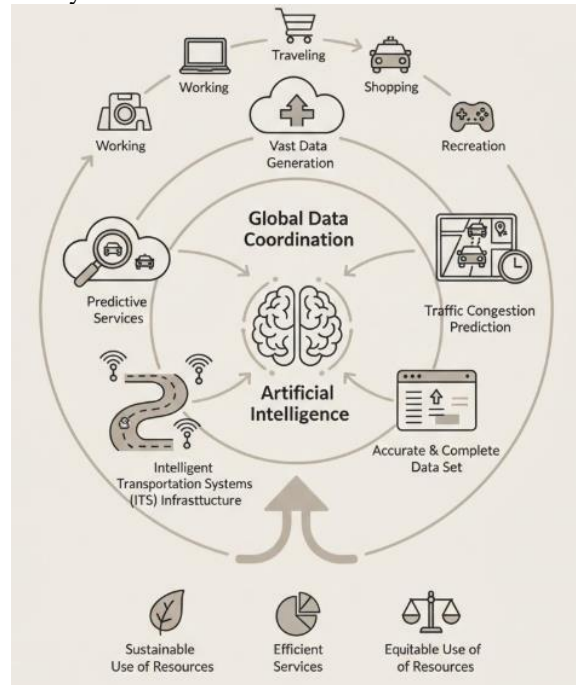 Traveling
Working
Shopping
Working
Vast Data
Generation
Recreation
Global Data
Coordination
Predictive
Services
Traffic Congestion
Prediction
Artificial
Intelligence
Accurate & Complete
Data Set
Intelligent
Transportation Systems
(ITS) Infrasttucture
Sustainable
Use of Resources
Efficient
Services
Equitable Use of
of Resources